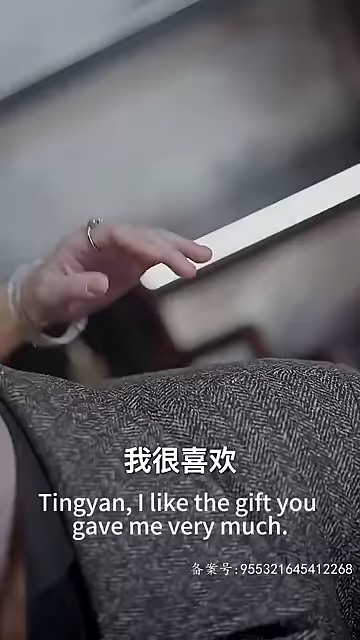 我很喜欢
Tingyan, I like the gift you
gave me very much.
备案号:955321645412268